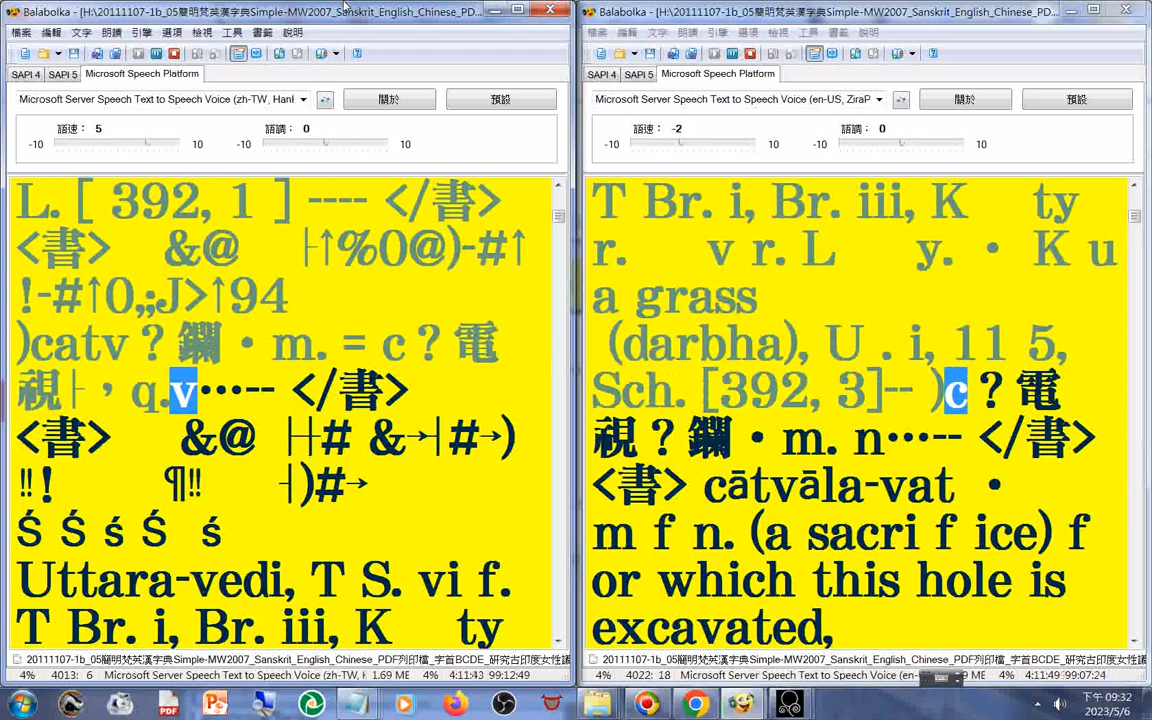 Balabolka - [H:\20111107-1b_05簡明梵英漢字典Simple-MW2007_Sanskrit_English_Chinese_PD...
檔案 編輯 文字 朗讀 引擎 選項 檢視 工具 書籤 說明
SAPI 4 SAPI 5 Microsoft Speech Platform
Microsoft Server Speech Text to Speech Voice (zh-TW, Hanl
關於 預設
語速： 5 語調： 0
-10 10 -10 10
L. [ 392, 1 ] ---- </書>
<書> &@ ├↑%0@)-#↑
!-#↑0,,;J>↑94
)catv？鑭‧m. = c？電
視├，q.v…-- </書>
<書> &@ ├┤# &→┤#→)
‼! ¶‼ ┤)#→
Ś Ś ś Ś ś
Uttara-vedi, T S. vi f.
T Br. i, Br. iii, K ty
20111107-1b_05簡明梵英漢字典Simple-MW2007_Sanskrit_English_Chinese_PDF列印檔_字首BCDE_研究古印度女性議
4% 4013: 6 Microsoft Server Speech Text to Speech Voice (zh-TW, H 1.69 ME 4% 4:11:43 99:12:49
Balabolka - [H:\20111107-1b_05簡明梵英漢字典Simple-MW2007_Sanskrit_English_Chinese_PD...
檔案 編輯 文字 朗讀 引擎 選項 檢視 工具 書籤 說明
SAPI 4 SAPI 5 Microsoft Speech Platform
Microsoft Server Speech Text to Speech Voice (en-US, ZiraP
關於 預設
語速： -2 語調： 0
-10 10 -10 10
T Br. i, Br. iii, K ty
r. v r. L y. ‧ K u
a grass
(darbha), U . i, 11 5,
Sch. [392, 3]-- )c？電
視？鑭‧m. n…-- </書>
<書> cātvāla-vat ‧
m f n. (a sacri f ice) f
or which this hole is
excavated,
20111107-1b_05簡明梵英漢字典Simple-MW2007_Sanskrit_English_Chinese_PDF列印檔_字首BCDE_研究古印度女性議
4% 4022: 18 Microsoft Server Speech Text to Speech Voice (en-US, ME 4% 4:11:49 99:07:24
PDF
下午 09:32
2023/5/6